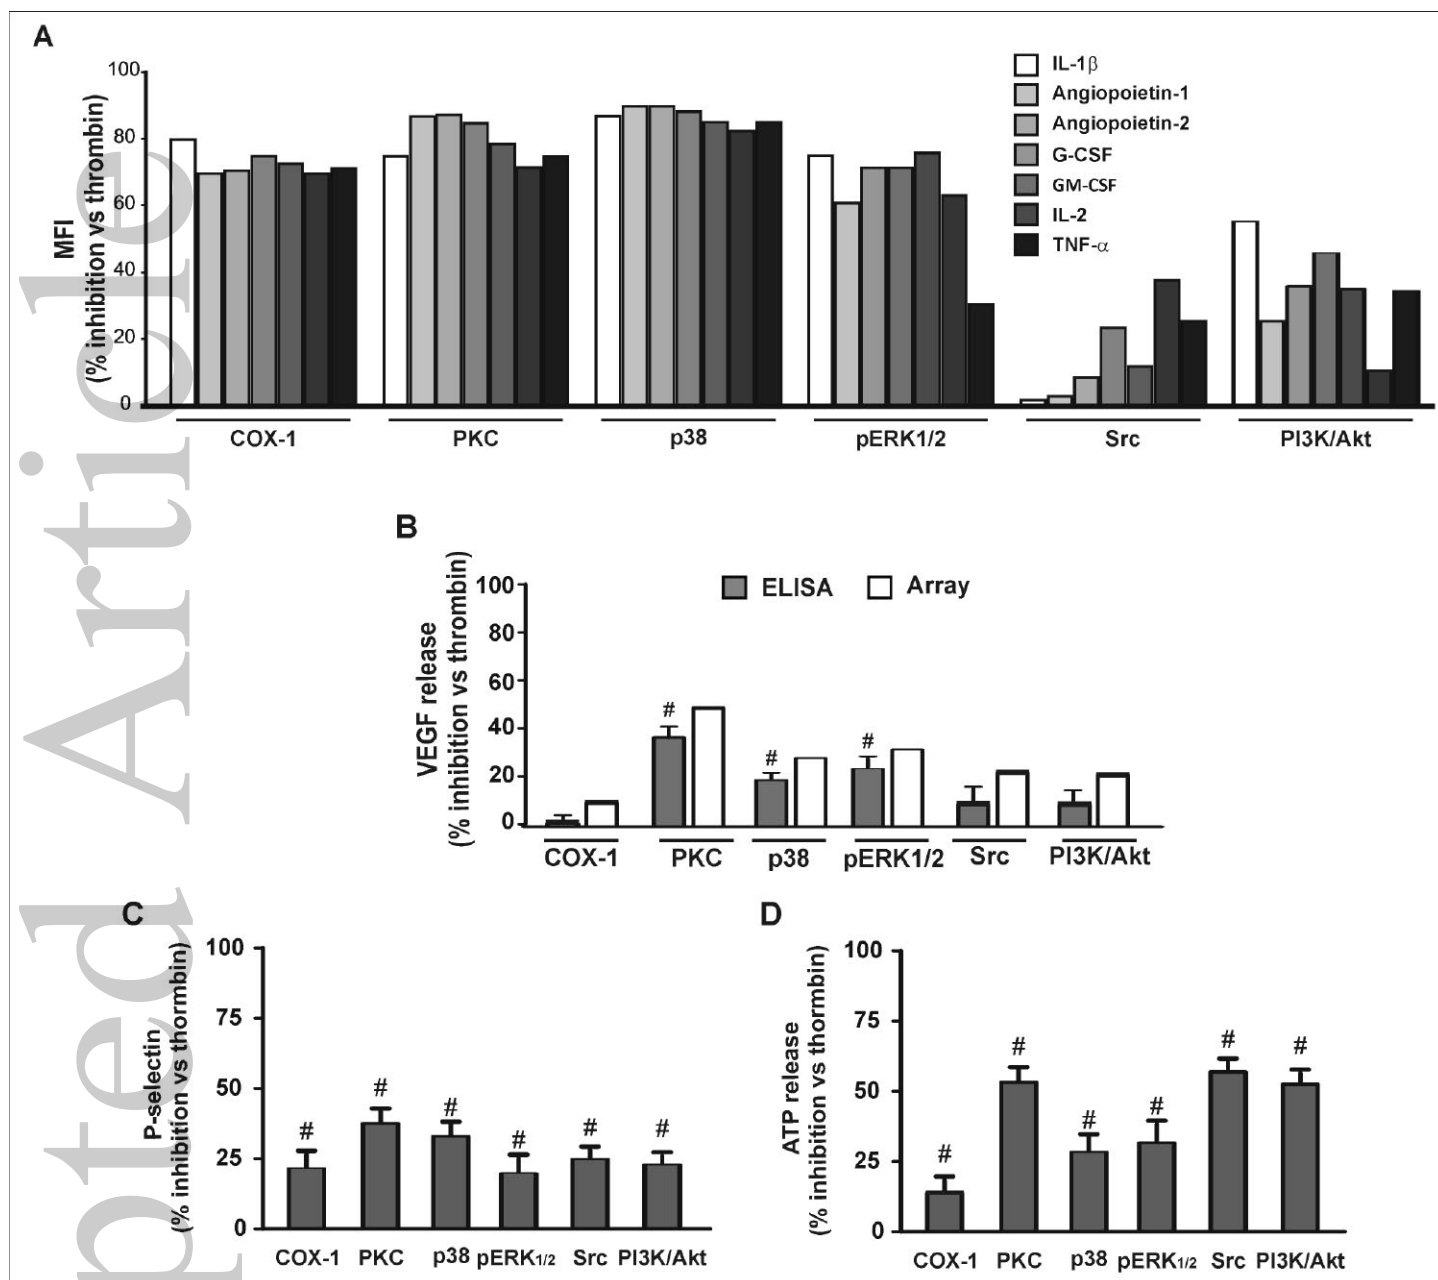 A
MFI
(% inhibition vs thrombin)
100
80
60
40
20
0
IL-1β
Angiopoietin-1
Angiopoietin-2
G-CSF
GM-CSF
IL-2
TNF-α
COX-1 PKC p38 pERK1/2 Src PI3K/Akt
B
VEGF release
(% inhibition vs thrombin)
100
80
60
40
20
0
ELISA Array
# # #
COX-1 PKC p38 pERK1/2 Src PI3K/Akt
C
P-selectin
(% inhibition vs thormbin)
100
75
50
25
0
# # # # # #
COX-1 PKC p38 pERK1/2 Src PI3K/Akt
D
ATP release
(% inhibition vs thormbin)
100
75
50
25
0
# # # # # #
COX-1 PKC p38 pERK1/2 Src PI3K/Akt
pted Article